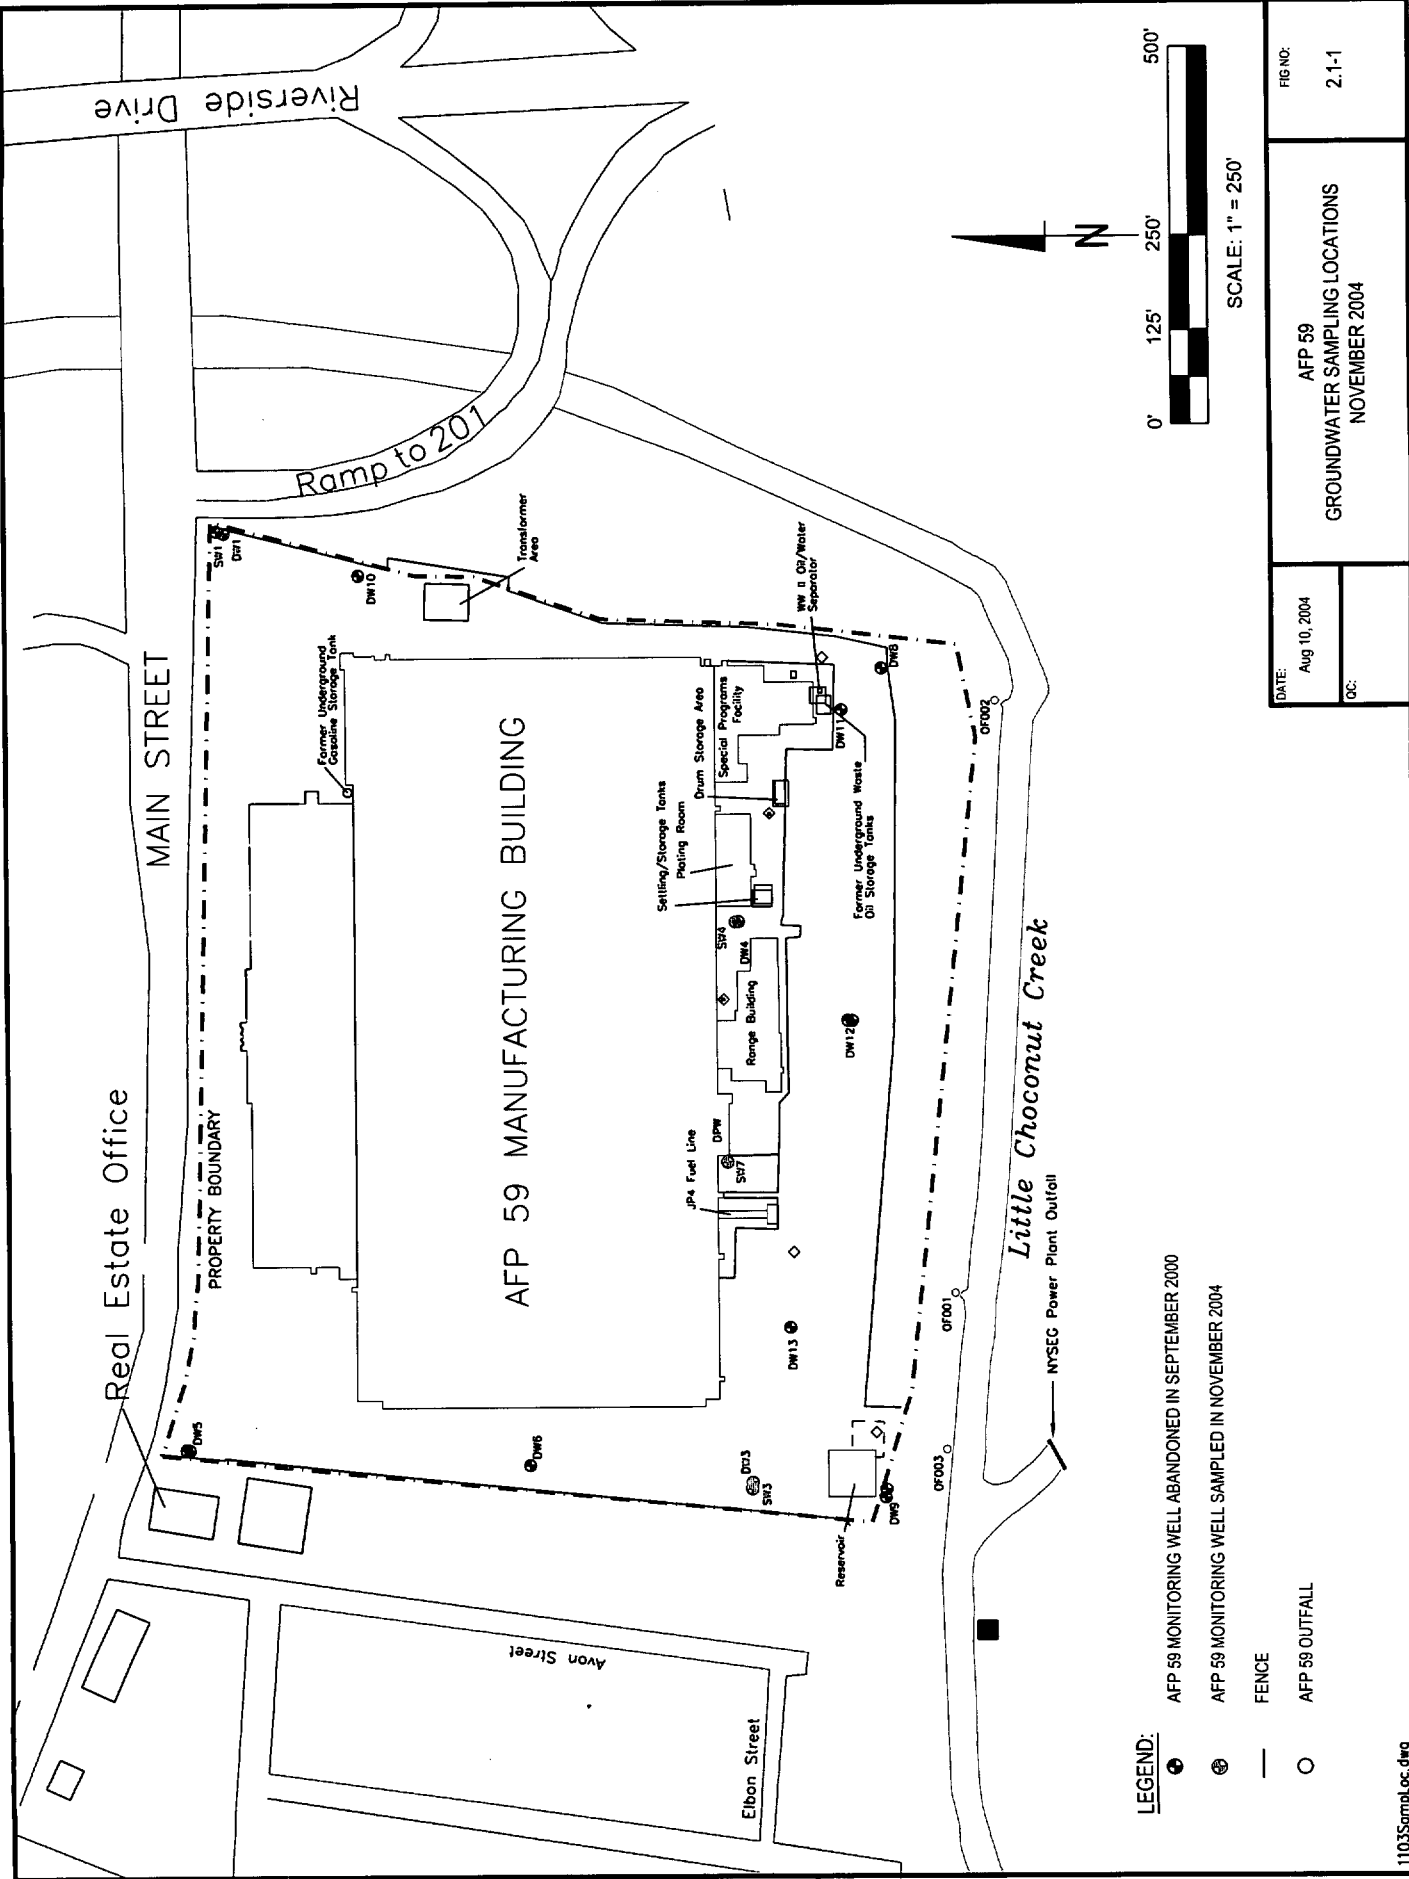 Real Estate Office
MAIN STREET
Riverside Drive
PROPERTY BOUNDARY
Ramp to 201
SW1
DW1
DW5
DW10
Former Underground
Gasoline Storage Tank
Transformer
Area
AFP 59 MANUFACTURING BUILDING
DW6
Avon Street
Elbon Street
Settling/Storage Tanks
Plating Room
Drum Storage Area
Special Programs
Facility
WW II Oil/Water
Separator
JP4 Fuel Line
DPW
SW7
Range Building
SW4
DW4
DW3
SW3
DW13
DW12
DW11
DW8
Former Underground Waste
Oil Storage Tanks
Reservoir
DW9
OF003
OF001
OF002
Little Choconut Creek
NYSEG Power Plant Outfall
N
LEGEND:
AFP 59 MONITORING WELL ABANDONED IN SEPTEMBER 2000
AFP 59 MONITORING WELL SAMPLED IN NOVEMBER 2004
FENCE
AFP 59 OUTFALL
0' 125' 250' 500'
SCALE: 1" = 250'
DATE:
Aug 10, 2004
QC:
AFP 59
GROUNDWATER SAMPLING LOCATIONS
NOVEMBER 2004
FIG NO:
2.1-1
1103SampLoc.dwg